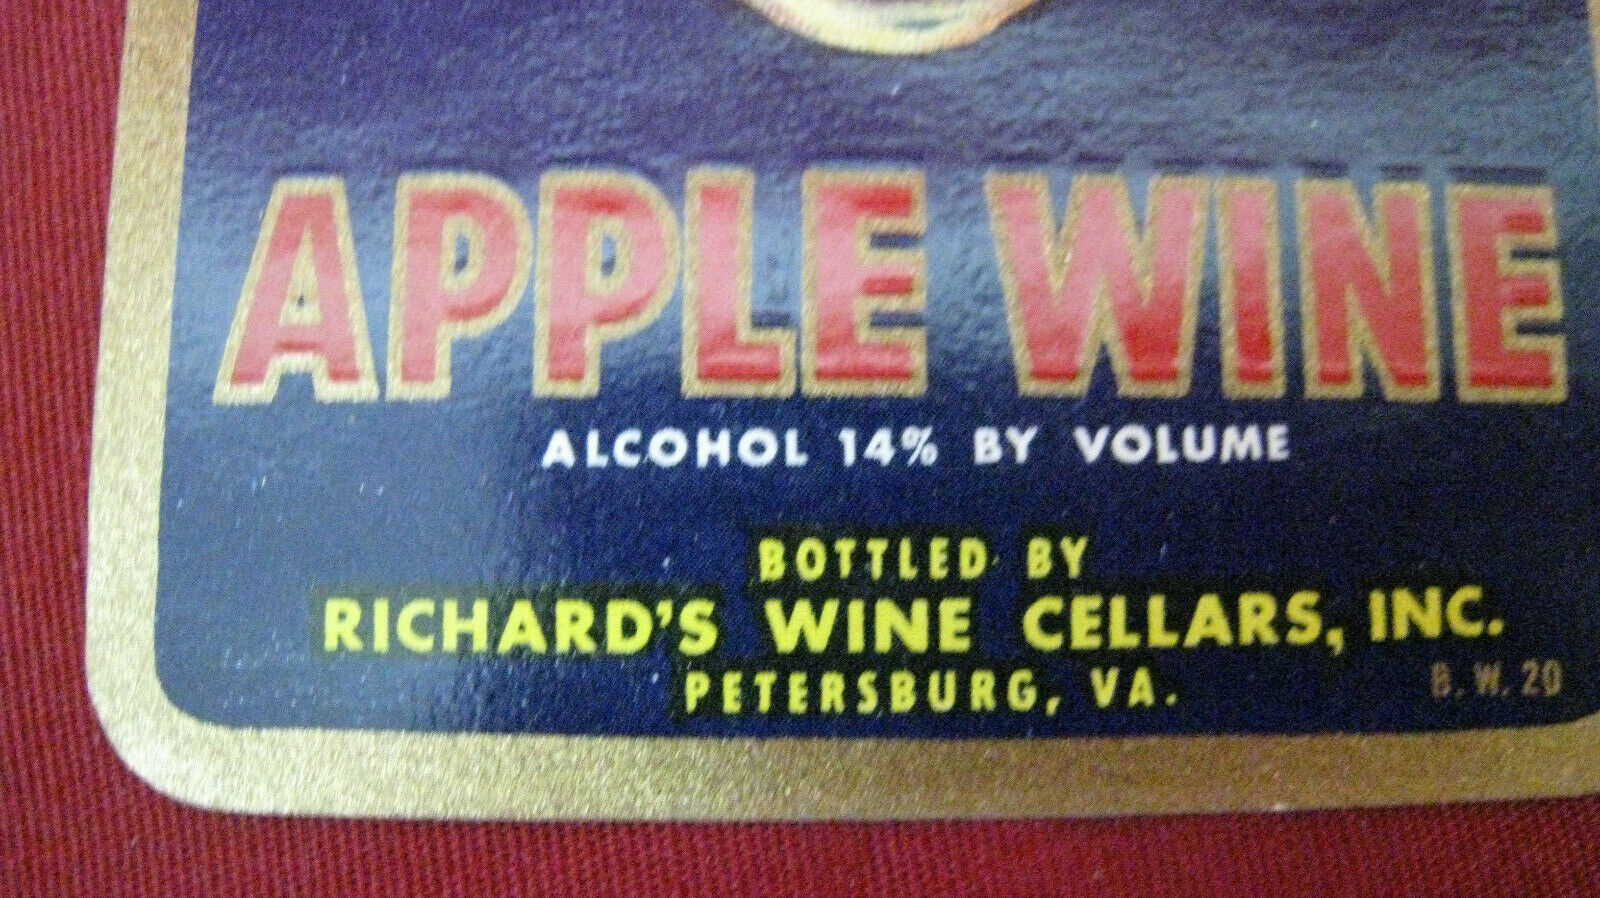 APPLE WINE
ALCOHOL 14% BY VOLUME
BOTTLED BY
RICHARD'S WINE CELLARS, INC.
PETERSBURG, VA.
B. W. 20